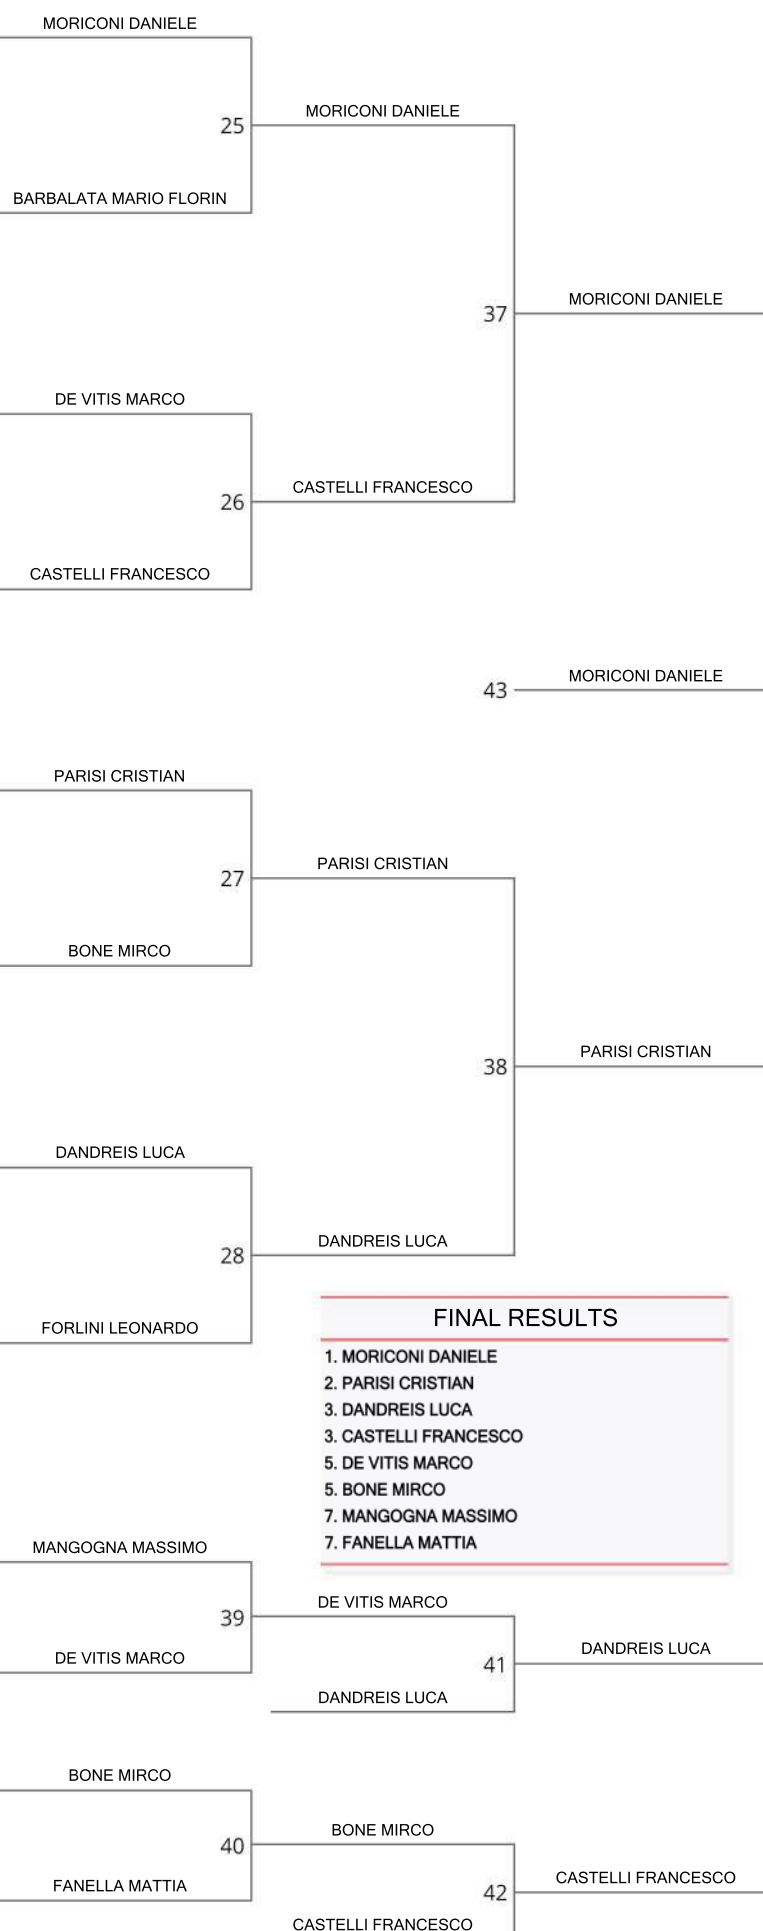 MORICONI DANIELE
25
MORICONI DANIELE
BARBALATA MARIO FLORIN
37
MORICONI DANIELE
DE VITIS MARCO
26
CASTELLI FRANCESCO
CASTELLI FRANCESCO
43
MORICONI DANIELE
PARISI CRISTIAN
27
PARISI CRISTIAN
BONE MIRCO
38
PARISI CRISTIAN
DANDREIS LUCA
28
DANDREIS LUCA
FORLINI LEONARDO
FINAL RESULTS
1. MORICONI DANIELE
2. PARISI CRISTIAN
3. DANDREIS LUCA
3. CASTELLI FRANCESCO
5. DE VITIS MARCO
5. BONE MIRCO
7. MANGOGNA MASSIMO
7. FANELLA MATTIA
MANGOGNA MASSIMO
39
DE VITIS MARCO
DE VITIS MARCO
41
DANDREIS LUCA
DANDREIS LUCA
BONE MIRCO
40
BONE MIRCO
FANELLA MATTIA
42
CASTELLI FRANCESCO
CASTELLI FRANCESCO